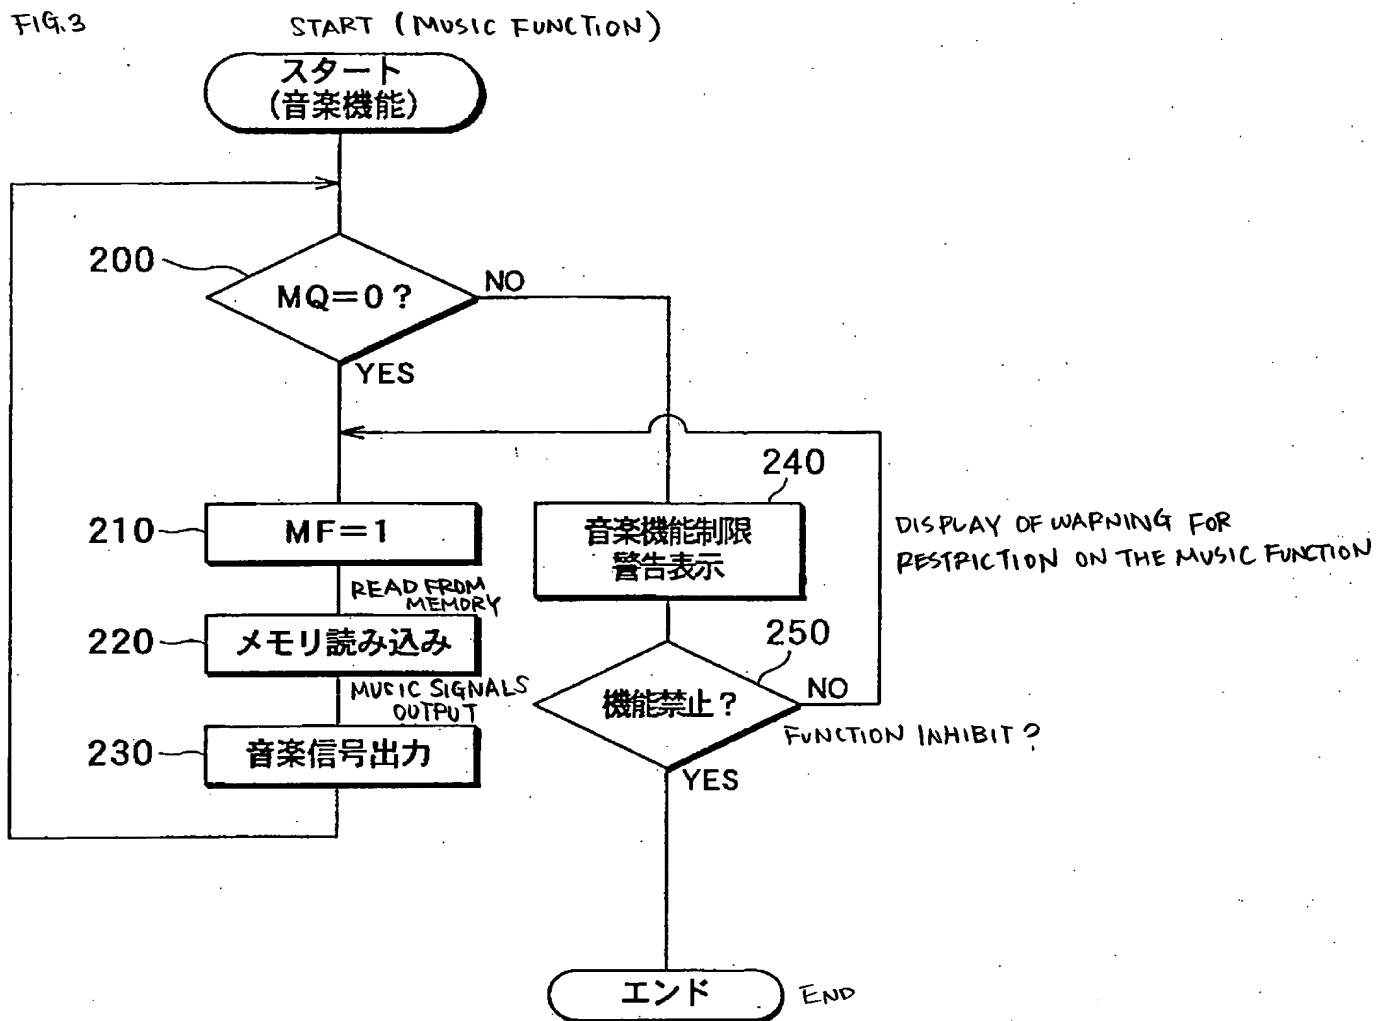 FIG.3
START (MUSIC FUNCTION)
スタート
(音楽機能)
200
MQ=0?
NO
YES
240
210
MF=1
音楽機能制限
警告表示
DISPLAY OF WARNING FOR
RESTRICTION ON THE MUSIC FUNCTION
READ FROM
MEMORY
220
メモリ読み込み
250
機能禁止?
NO
FUNCTION INHIBIT?
MUSIC SIGNALS
OUTPUT
230
音楽信号出力
YES
エンド
END